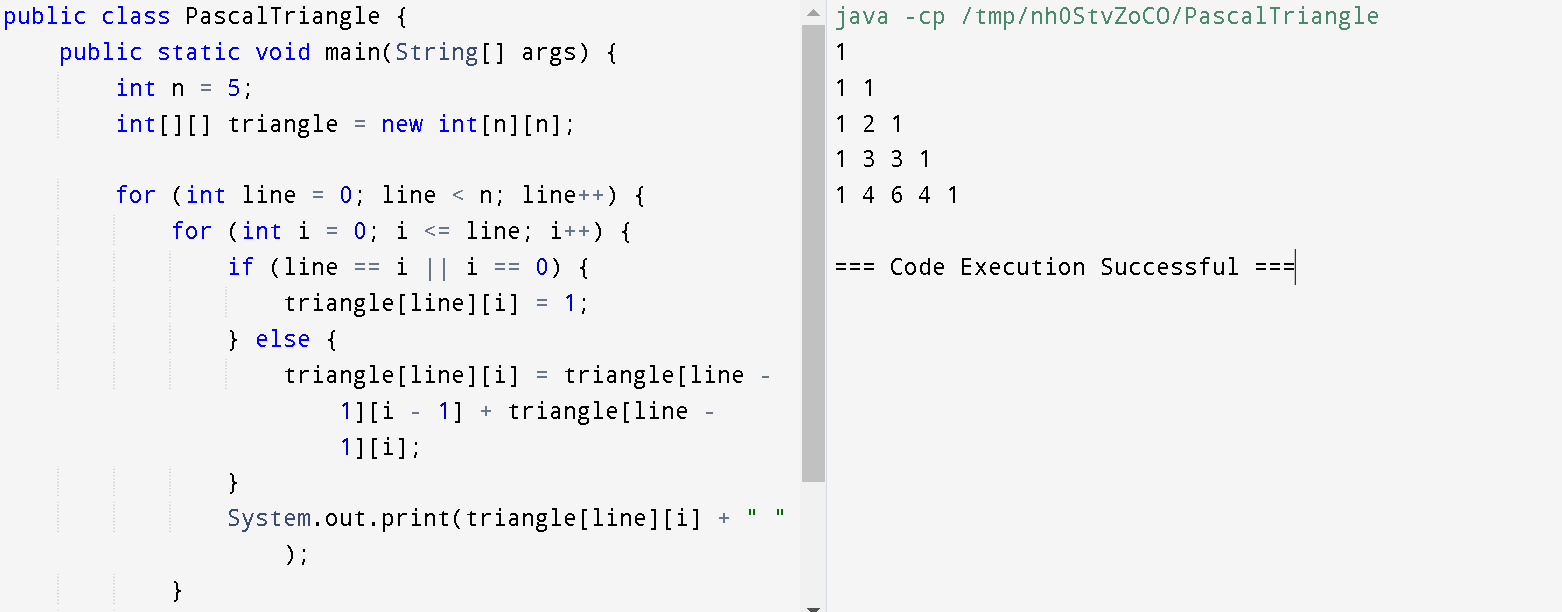 public class PascalTriangle {
    public static void main(String[] args) {
        int n = 5;
        int[][] triangle = new int[n][n];

        for (int line = 0; line < n; line++) {
            for (int i = 0; i <= line; i++) {
                if (line == i || i == 0) {
                    triangle[line][i] = 1;
                } else {
                    triangle[line][i] = triangle[line -
                        1][i - 1] + triangle[line -
                        1][i];
                }
                System.out.print(triangle[line][i] + " "
                    );
            }
java -cp /tmp/nh0StvZoCO/PascalTriangle
1
1 1
1 2 1
1 3 3 1
1 4 6 4 1

=== Code Execution Successful ===